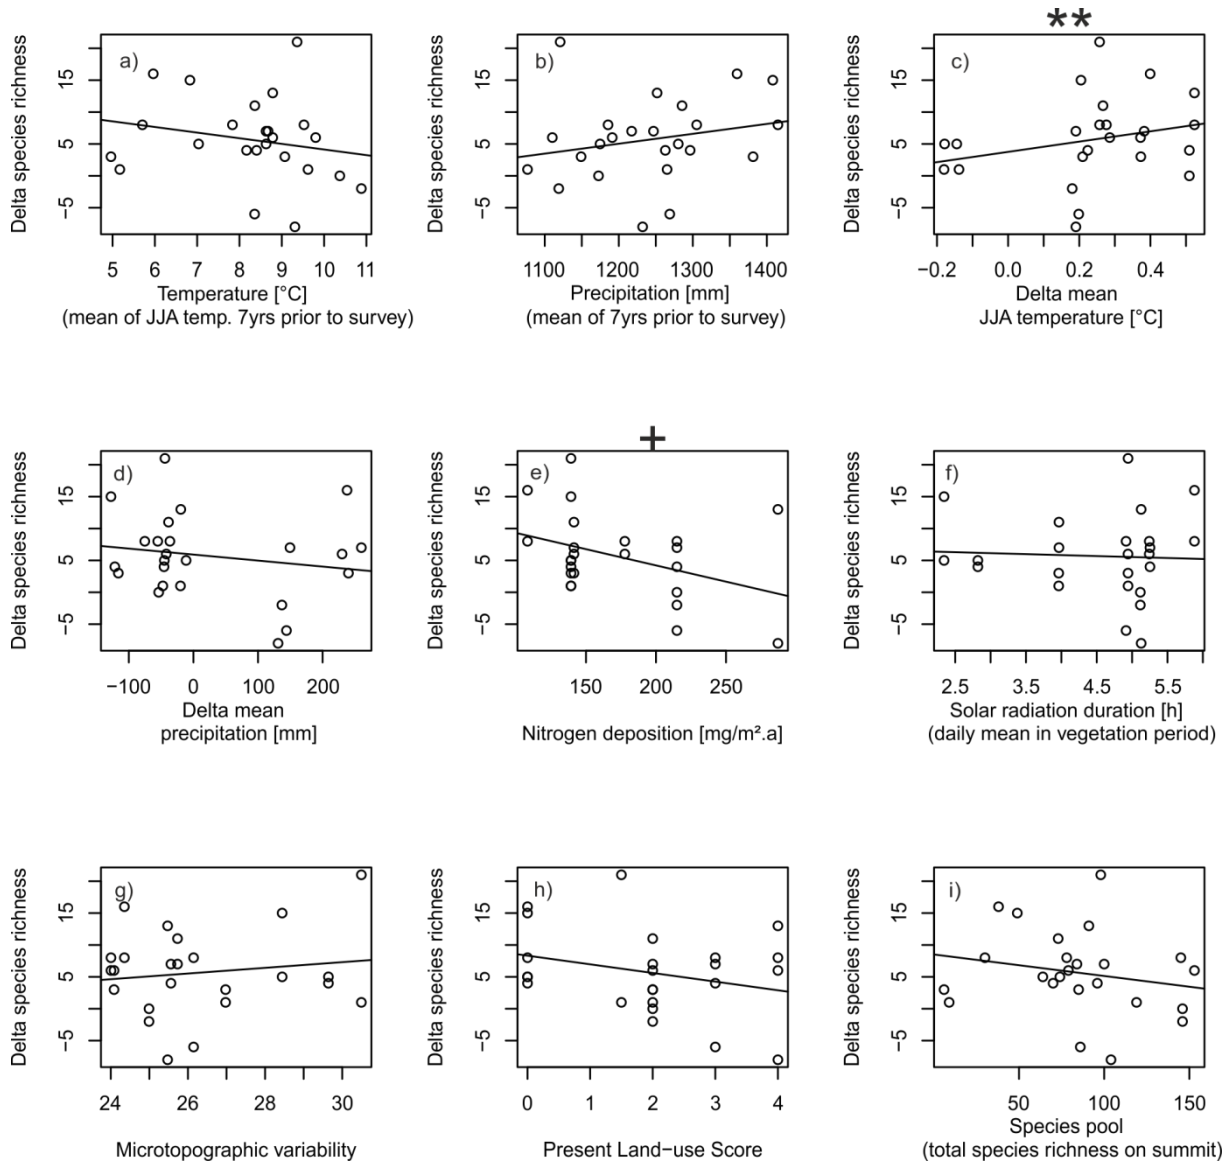 **
Delta species richness
a)
15
5
−5
5 6 7 8 9 10 11
Temperature [°C]
(mean of JJA temp. 7yrs prior to survey)
Delta species richness
b)
15
5
−5
1100 1200 1300 1400
Precipitation [mm]
(mean of 7yrs prior to survey)
Delta species richness
c)
15
5
−5
−0.2 0.0 0.2 0.4
Delta mean
JJA temperature [°C]
Delta species richness
d)
15
5
−5
−100 0 100 200
Delta mean
precipitation [mm]
+
Delta species richness
e)
15
5
−5
150 200 250
Nitrogen deposition [mg/m².a]
Delta species richness
f)
15
5
−5
2.5 3.5 4.5 5.5
Solar radiation duration [h]
(daily mean in vegetation period)
Delta species richness
g)
15
5
−5
24 26 28 30
Microtopographic variability
Delta species richness
h)
15
5
−5
0 1 2 3 4
Present Land−use Score
Delta species richness
i)
15
5
−5
50 100 150
Species pool
(total species richness on summit)